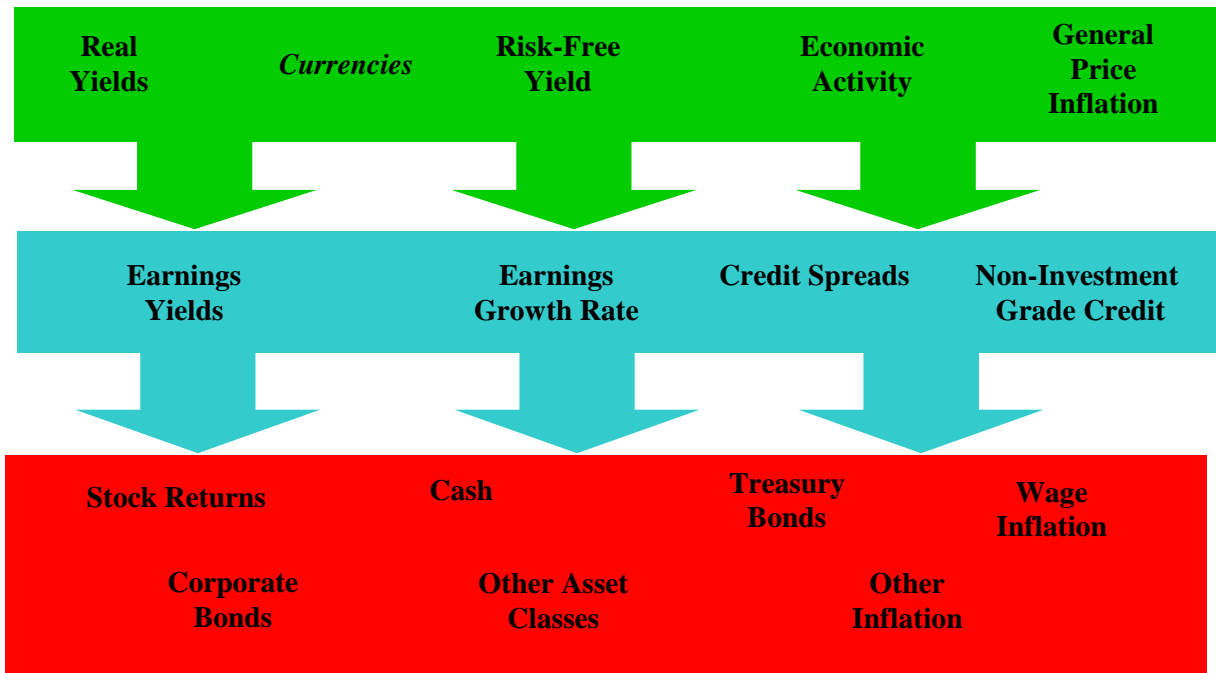 Real
Yields
Currencies
Risk-Free
Yield
Economic
Activity
General
Price
Inflation
Earnings
Yields
Earnings
Growth Rate
Credit Spreads
Non-Investment
Grade Credit
Stock Returns
Cash
Treasury
Bonds
Wage
Inflation
Corporate
Bonds
Other Asset
Classes
Other
Inflation